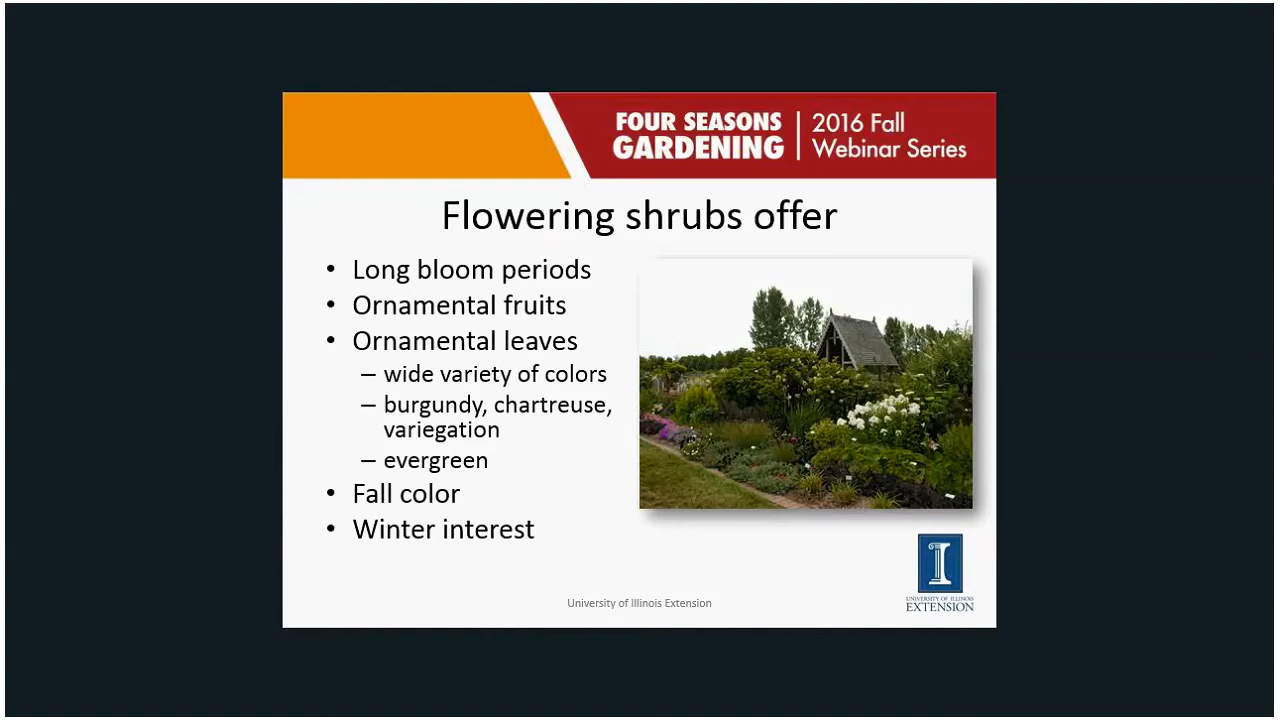 FOUR SEASONS
GARDENING
2016 Fall
Webinar Series
Flowering shrubs offer
• Long bloom periods
• Ornamental fruits
• Ornamental leaves
– wide variety of colors
– burgundy, chartreuse,
variegation
– evergreen
• Fall color
• Winter interest
University of Illinois Extension
UNIVERSITY OF ILLINOIS
EXTENSION